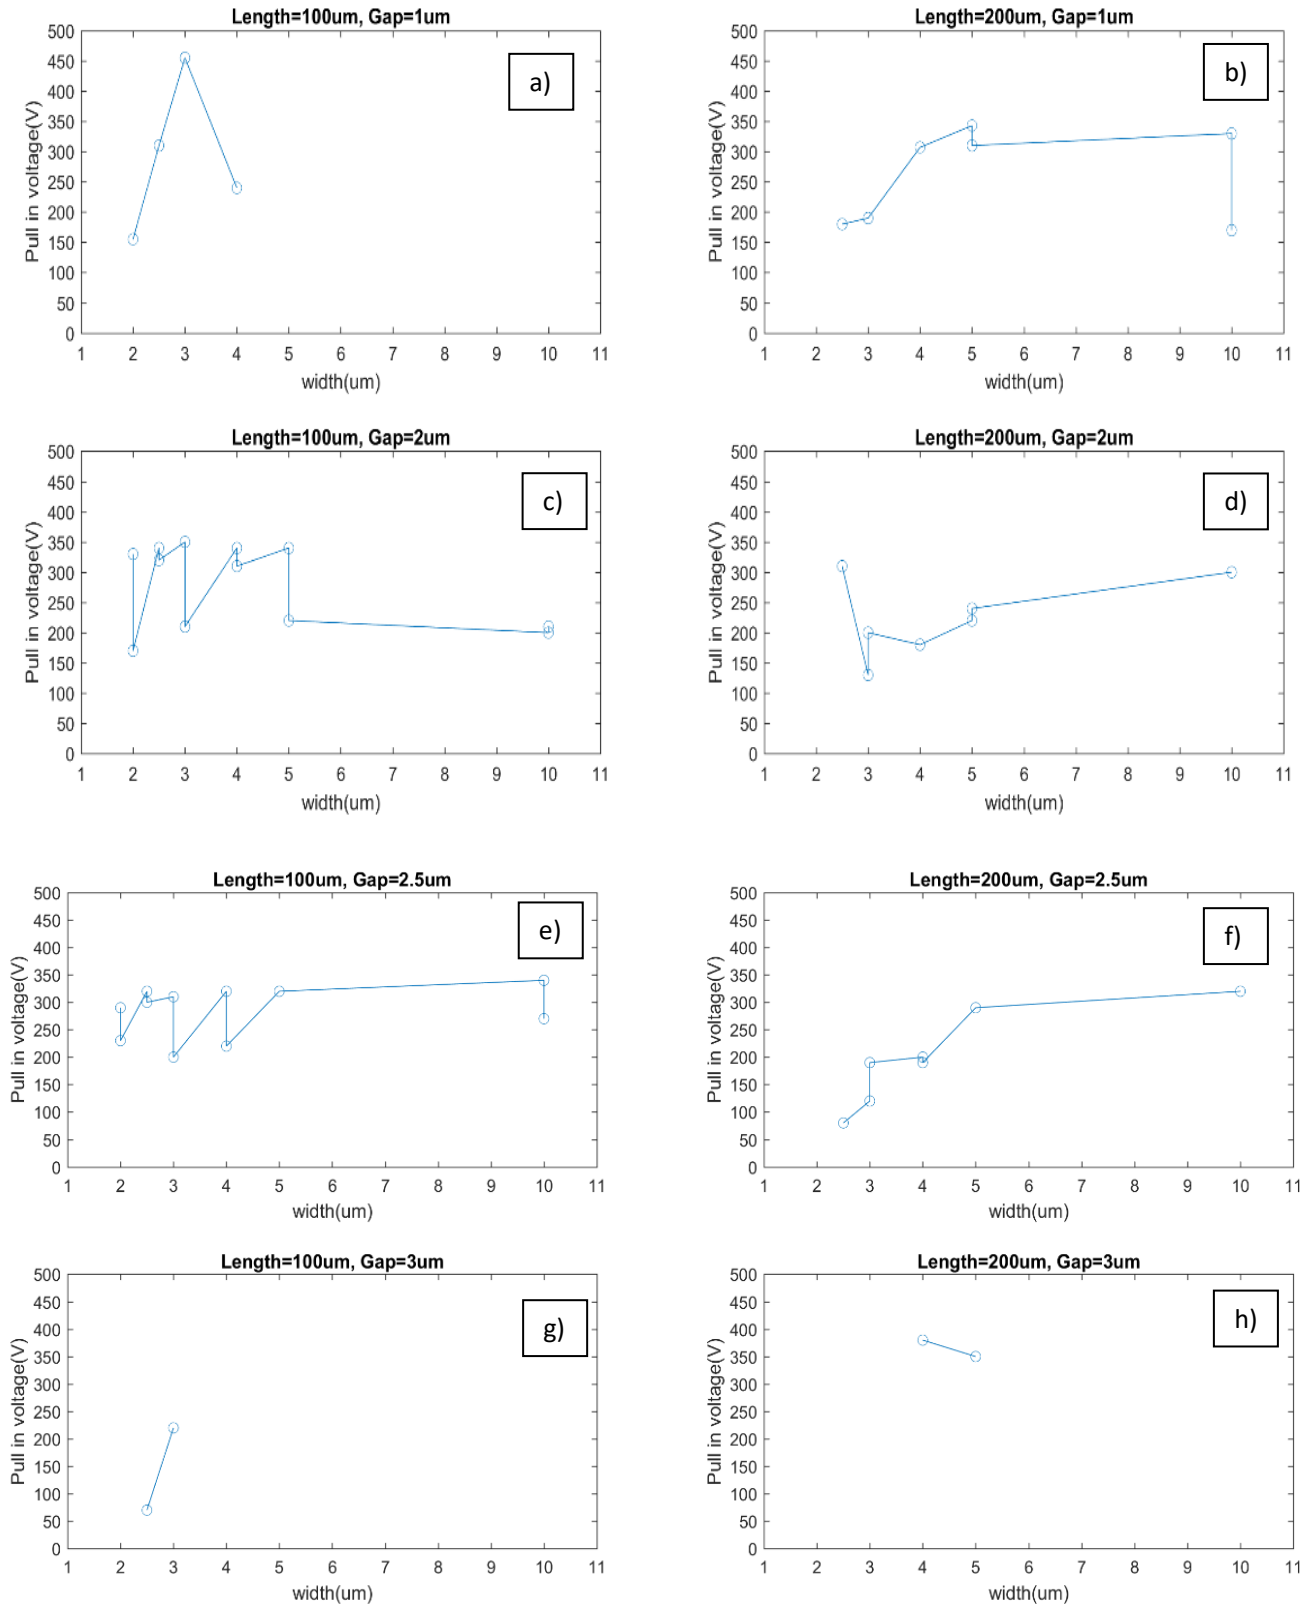 Length=100um, Gap=1um
a)
Pull in voltage(V)
500
450
400
350
300
250
200
150
100
50
0
1 2 3 4 5 6 7 8 9 10 11
width(um)
Length=200um, Gap=1um
b)
Pull in voltage(V)
500
450
400
350
300
250
200
150
100
50
0
1 2 3 4 5 6 7 8 9 10 11
width(um)
Length=100um, Gap=2um
c)
Pull in voltage(V)
500
450
400
350
300
250
200
150
100
50
0
1 2 3 4 5 6 7 8 9 10 11
width(um)
Length=200um, Gap=2um
d)
Pull in voltage(V)
500
450
400
350
300
250
200
150
100
50
0
1 2 3 4 5 6 7 8 9 10 11
width(um)
Length=100um, Gap=2.5um
e)
Pull in voltage(V)
500
450
400
350
300
250
200
150
100
50
0
1 2 3 4 5 6 7 8 9 10 11
width(um)
Length=200um, Gap=2.5um
f)
Pull in voltage(V)
500
450
400
350
300
250
200
150
100
50
0
1 2 3 4 5 6 7 8 9 10 11
width(um)
Length=100um, Gap=3um
g)
Pull in voltage(V)
500
450
400
350
300
250
200
150
100
50
0
1 2 3 4 5 6 7 8 9 10 11
width(um)
Length=200um, Gap=3um
h)
Pull in voltage(V)
500
450
400
350
300
250
200
150
100
50
0
1 2 3 4 5 6 7 8 9 10 11
width(um)